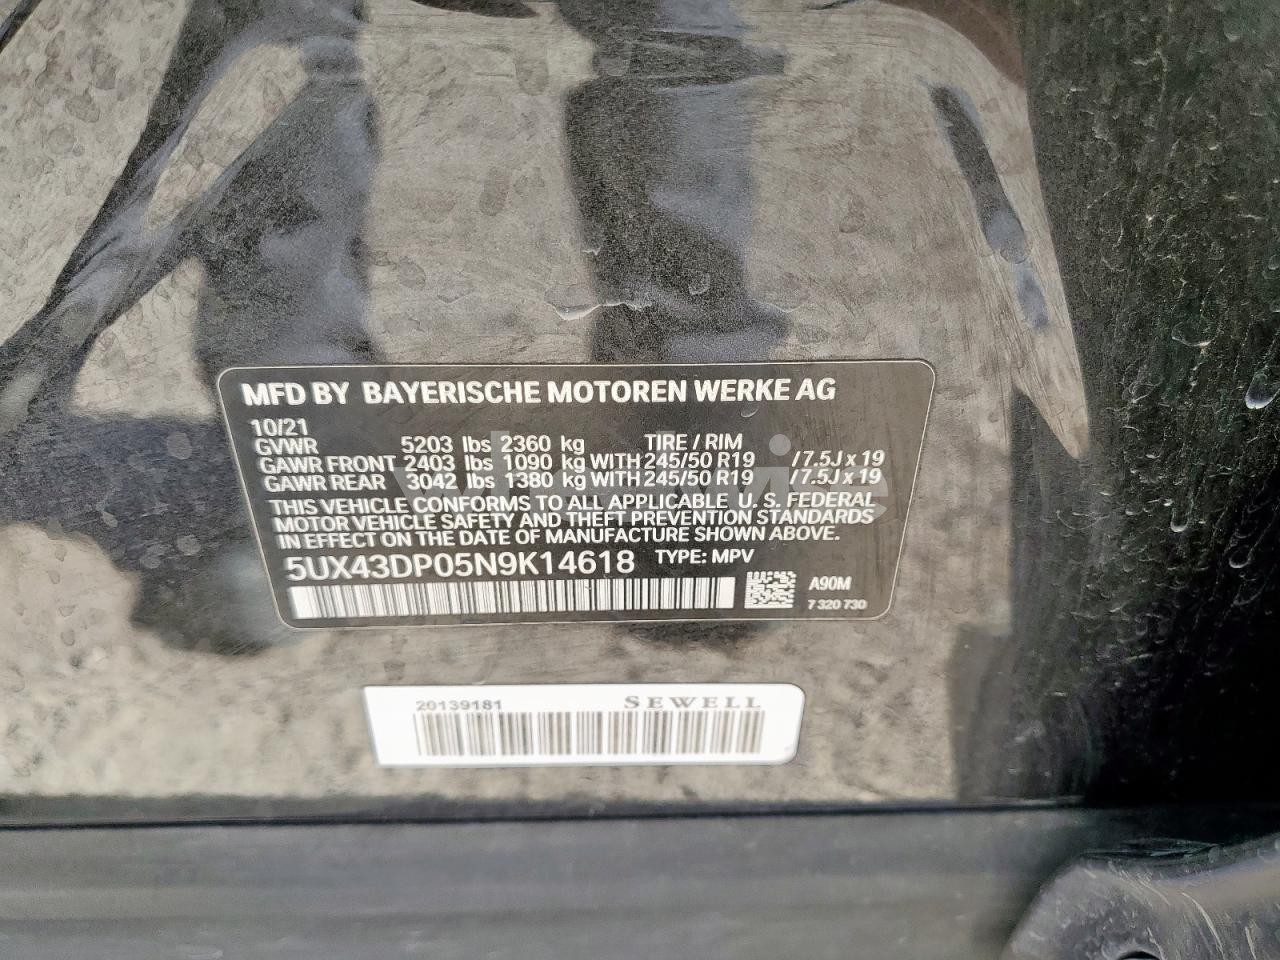 MFD BY BAYERISCHE MOTOREN WERKE AG
10/21
GVWR 5203 lbs 2360 kg TIRE / RIM
GAWR FRONT 2403 lbs 1090 kg WITH 245/50 R19 / 7.5J x 19
GAWR REAR 3042 lbs 1380 kg WITH 245/50 R19 / 7.5J x 19
THIS VEHICLE CONFORMS TO ALL APPLICABLE U. S. FEDERAL
MOTOR VEHICLE SAFETY AND THEFT PREVENTION STANDARDS
IN EFFECT ON THE DATE OF MANUFACTURE SHOWN ABOVE.
5UX43DP05N9K14618 TYPE: MPV
A90M
7 320 730
20139181 SEWELL